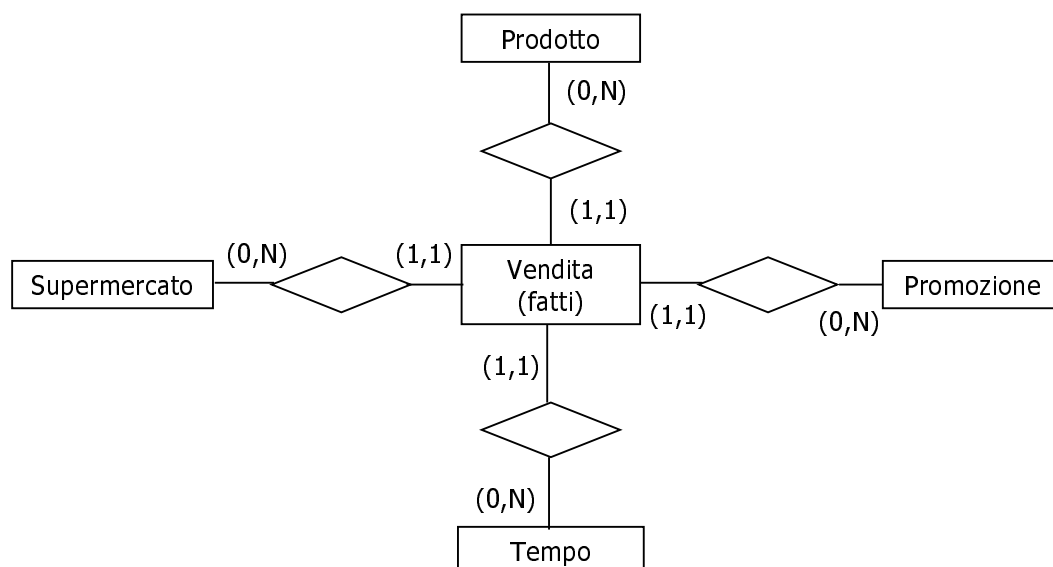 Prodotto
(0,N)
(1,1)
(0,N)
(1,1)
Supermercato
Vendita
(fatti)
Promozione
(1,1)
(0,N)
(1,1)
(0,N)
Tempo